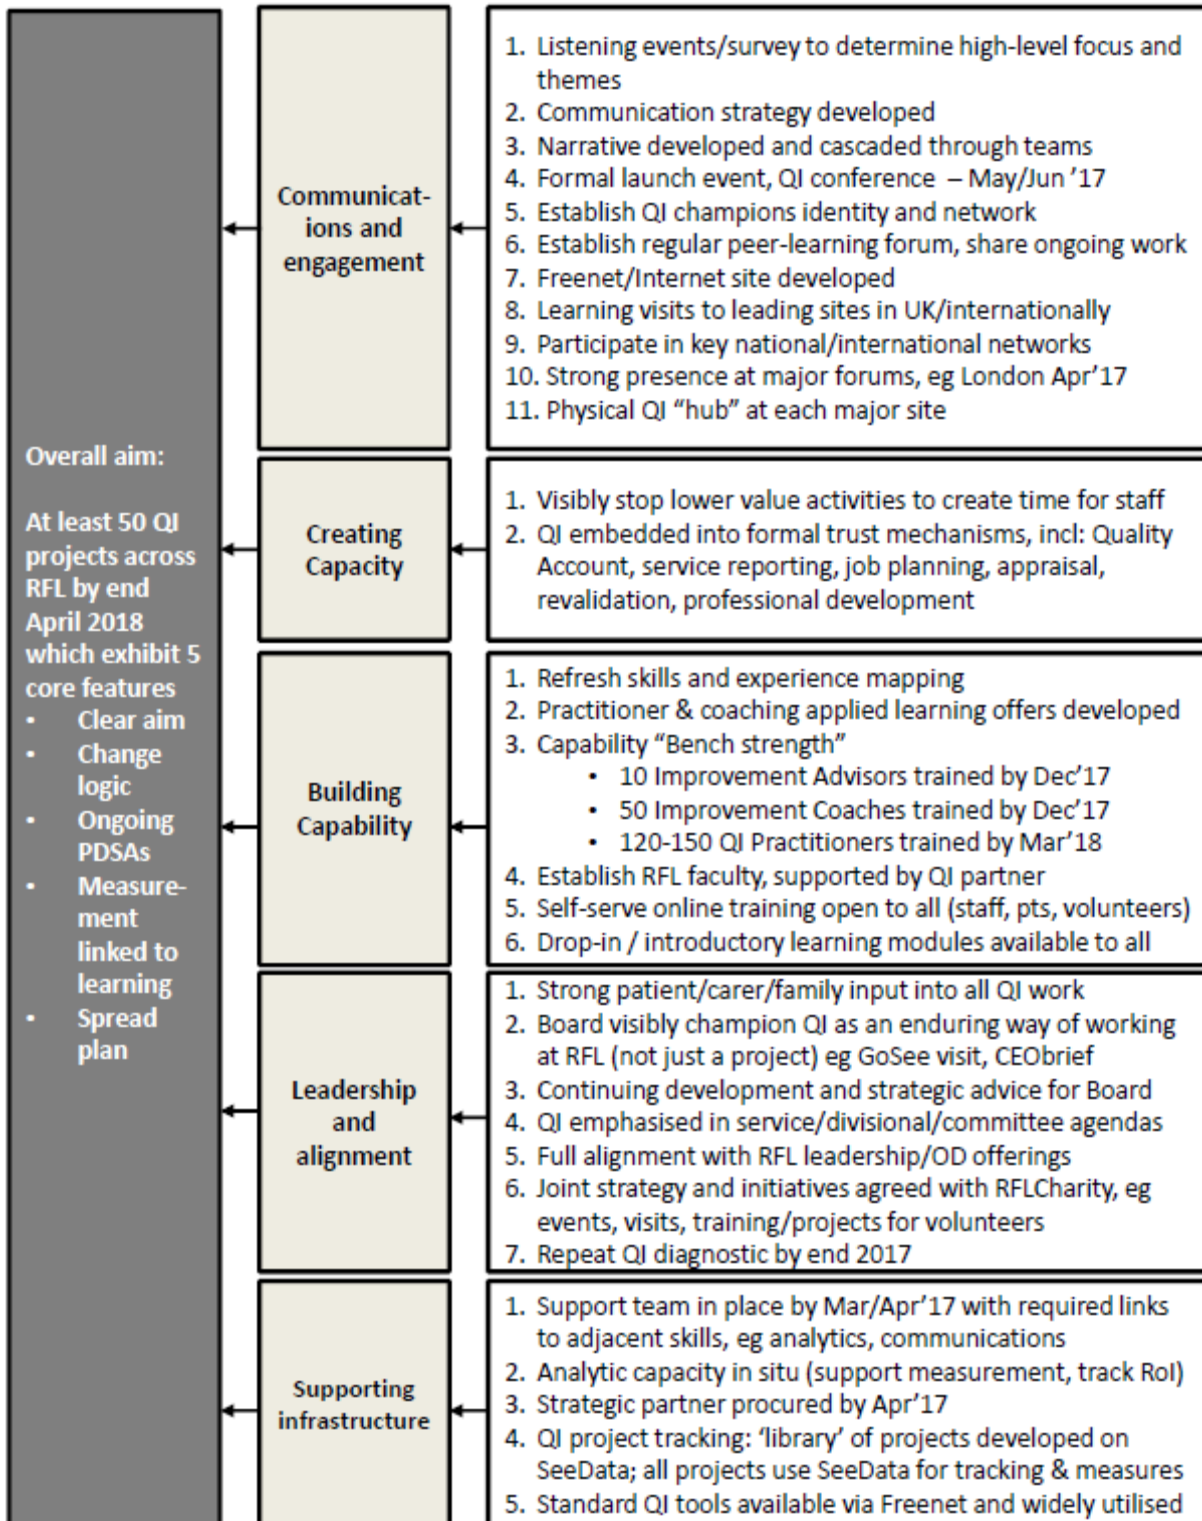 Overall aim:
At least 50 QI
projects across
RFL by end
April 2018
which exhibit 5
core features
• Clear aim
• Change
logic
• Ongoing
PDSAs
• Measure-
ment
linked to
learning
• Spread
plan
Communicat-
ions and
engagement
1. Listening events/survey to determine high-level focus and
themes
2. Communication strategy developed
3. Narrative developed and cascaded through teams
4. Formal launch event, QI conference – May/Jun '17
5. Establish QI champions identity and network
6. Establish regular peer-learning forum, share ongoing work
7. Freenet/Internet site developed
8. Learning visits to leading sites in UK/internationally
9. Participate in key national/international networks
10. Strong presence at major forums, eg London Apr'17
11. Physical QI "hub" at each major site
Creating
Capacity
1. Visibly stop lower value activities to create time for staff
2. QI embedded into formal trust mechanisms, incl: Quality
Account, service reporting, job planning, appraisal,
revalidation, professional development
Building
Capability
1. Refresh skills and experience mapping
2. Practitioner & coaching applied learning offers developed
3. Capability "Bench strength"
• 10 Improvement Advisors trained by Dec'17
• 50 Improvement Coaches trained by Dec'17
• 120-150 QI Practitioners trained by Mar'18
4. Establish RFL faculty, supported by QI partner
5. Self-serve online training open to all (staff, pts, volunteers)
6. Drop-in / introductory learning modules available to all
Leadership
and
alignment
1. Strong patient/carer/family input into all QI work
2. Board visibly champion QI as an enduring way of working
at RFL (not just a project) eg GoSee visit, CEObrief
3. Continuing development and strategic advice for Board
4. QI emphasised in service/divisional/committee agendas
5. Full alignment with RFL leadership/OD offerings
6. Joint strategy and initiatives agreed with RFLCharity, eg
events, visits, training/projects for volunteers
7. Repeat QI diagnostic by end 2017
Supporting
infrastructure
1. Support team in place by Mar/Apr'17 with required links
to adjacent skills, eg analytics, communications
2. Analytic capacity in situ (support measurement, track RoI)
3. Strategic partner procured by Apr'17
4. QI project tracking: 'library' of projects developed on
SeeData; all projects use SeeData for tracking & measures
5. Standard QI tools available via Freenet and widely utilised